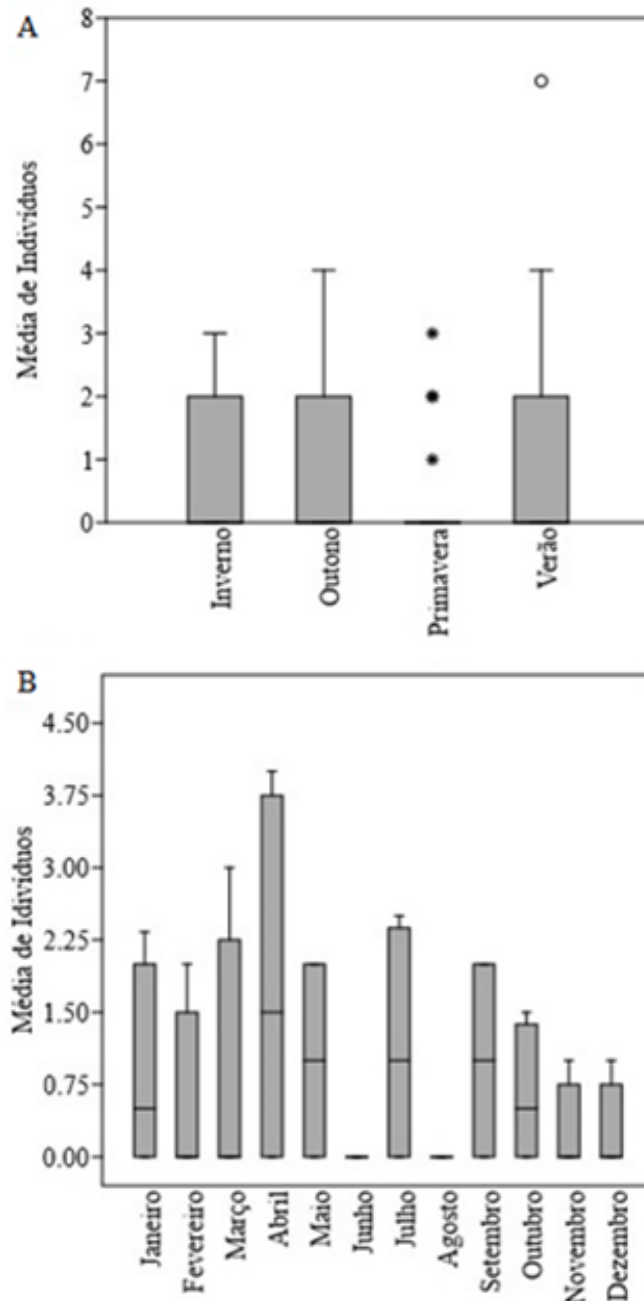 A
Média de Indivíduos
8
7
6
5
4
3
2
1
0
Inverno
Outono
Primavera
Verão
B
Média de Idivíduos
4.50
3.75
3.00
2.25
1.50
0.75
0.00
Janeiro
Fevereiro
Março
Abril
Maio
Junho
Julho
Agosto
Setembro
Outubro
Novembro
Dezembro